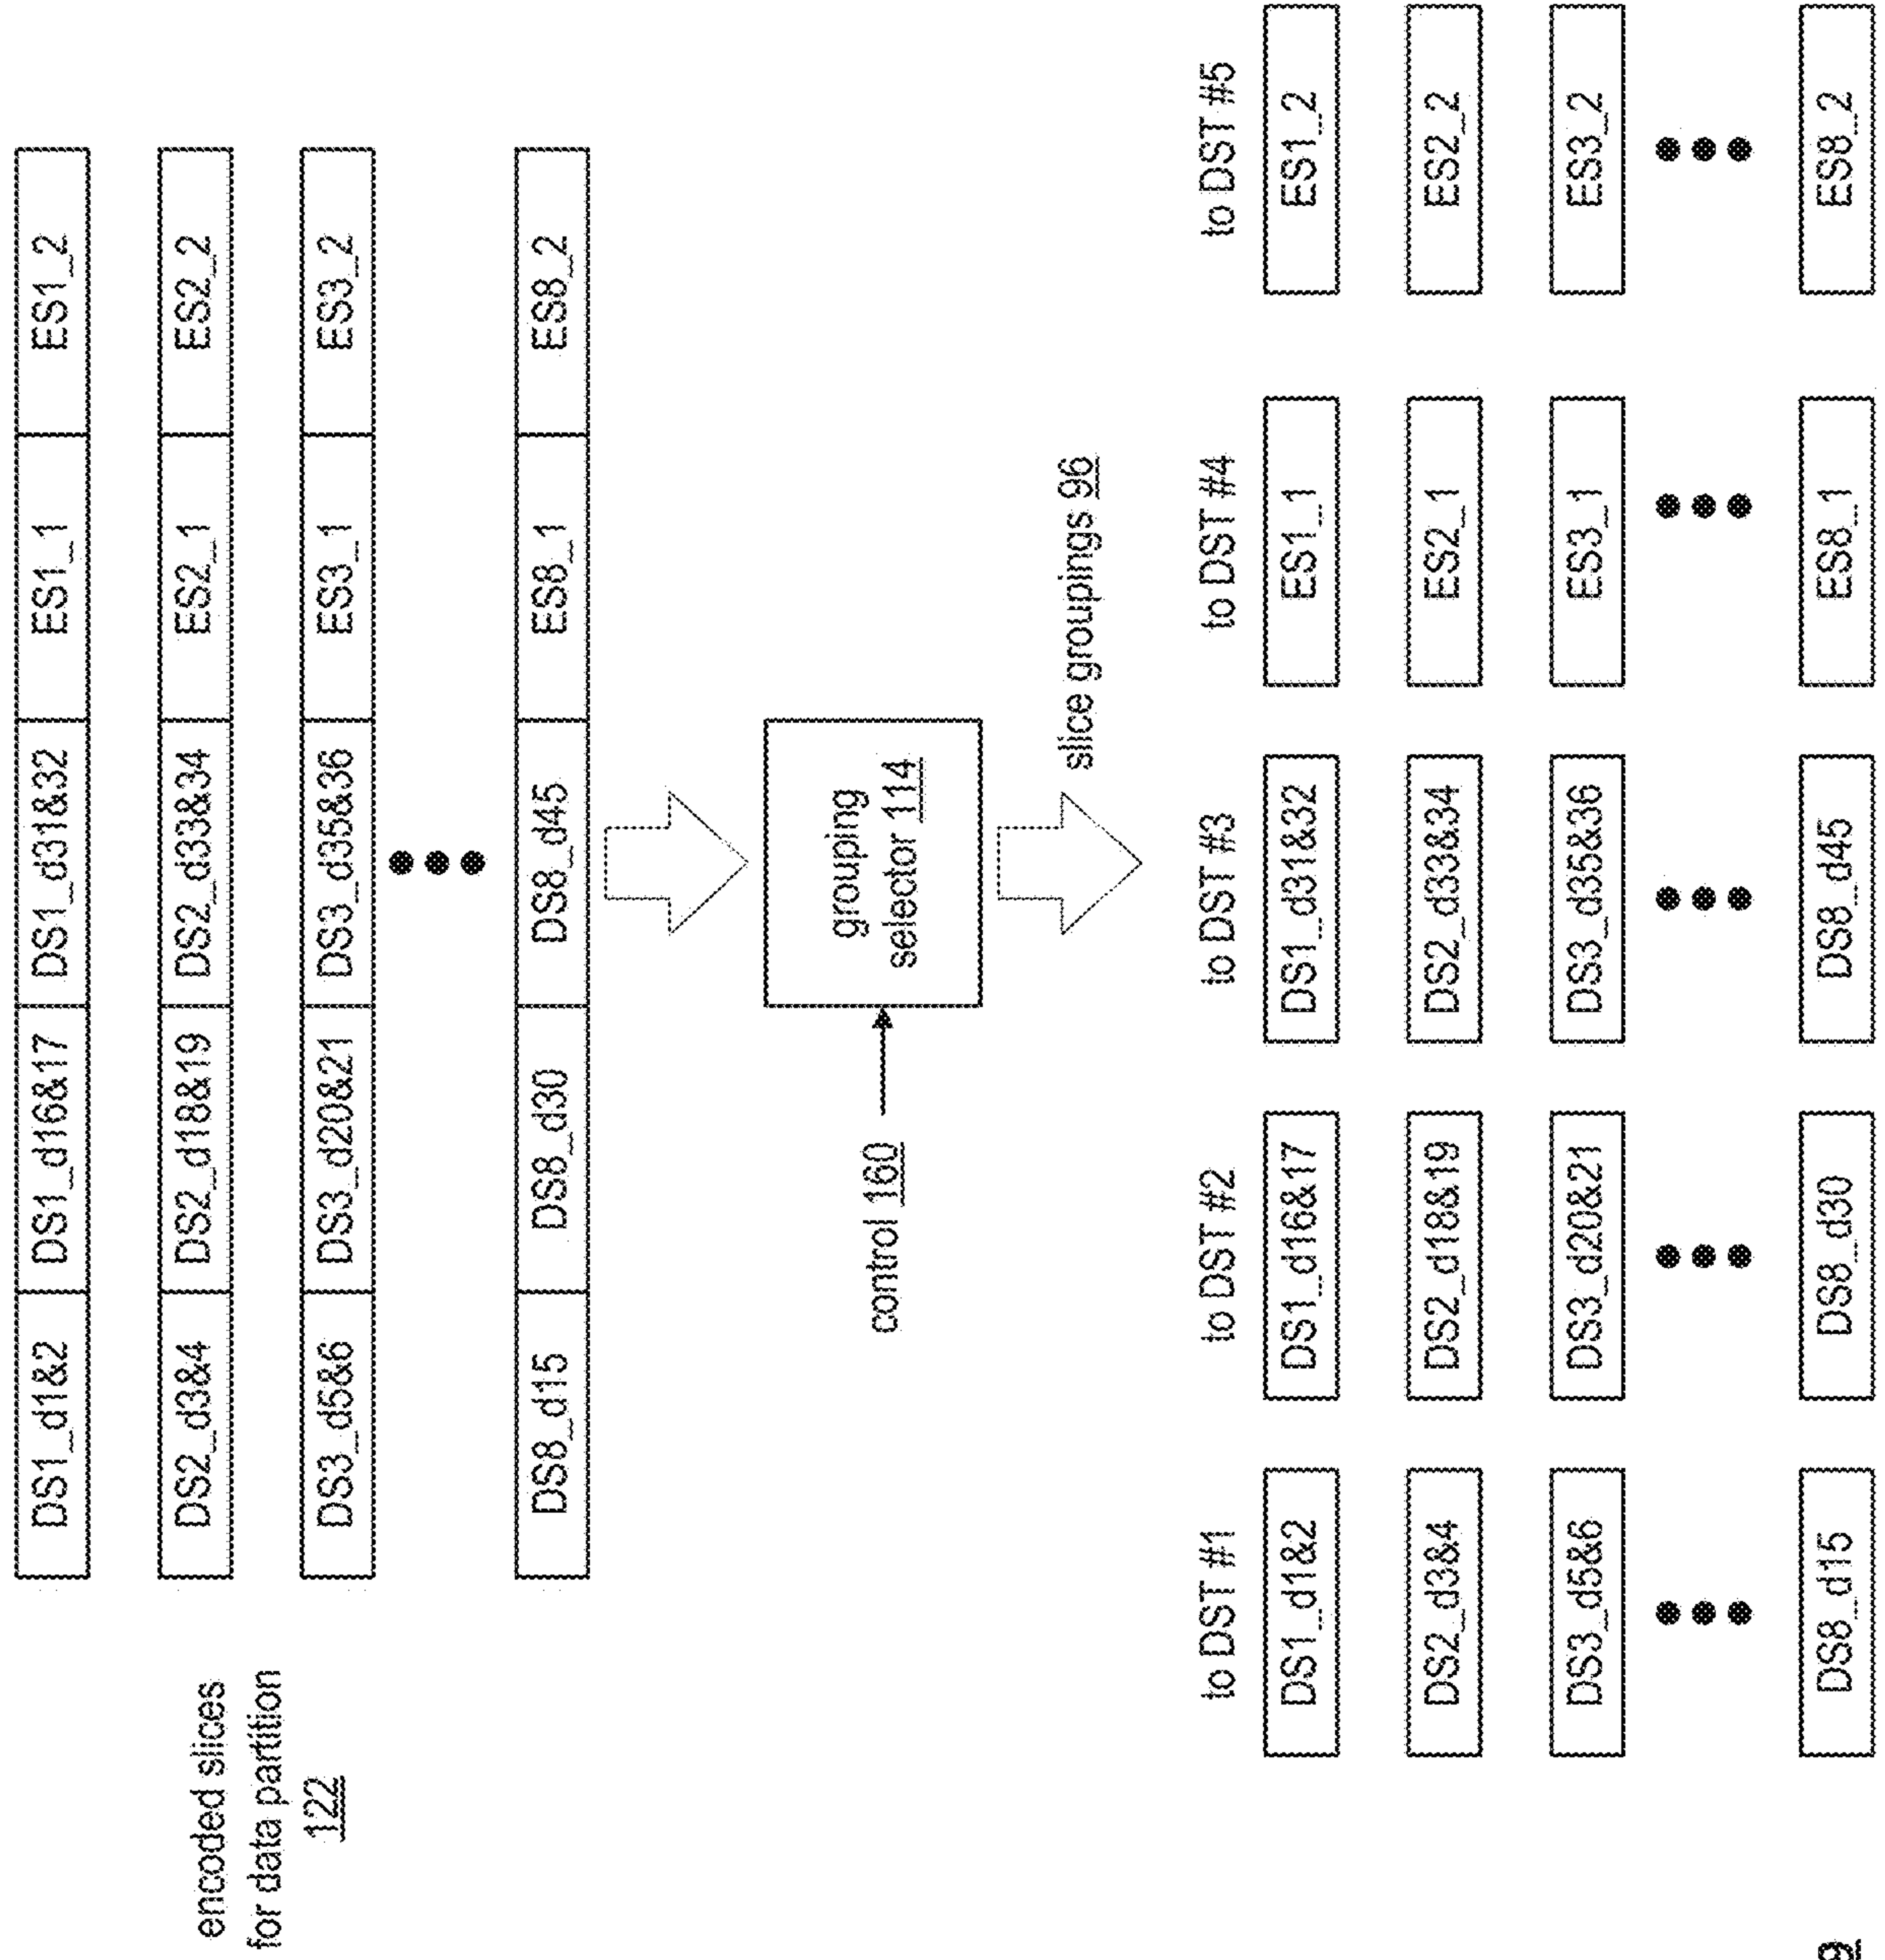 encoded slices
for data partition
122
DS1_d1&2 DS1_d16&17 DS1_d31&32 ES1_1 ES1_2
DS2_d3&4 DS2_d18&19 DS2_d33&34 ES2_1 ES2_2
DS3_d5&6 DS3_d20&21 DS3_d35&36 ES3_1 ES3_2
DS8_d15 DS8_d30 DS8_d45 ES8_1 ES8_2
control 160
grouping
selector 114
slice groupings 96
to DST #1 to DST #2 to DST #3 to DST #4 to DST #5
DS1_d1&2 DS1_d16&17 DS1_d31&32 ES1_1 ES1_2
DS2_d3&4 DS2_d18&19 DS2_d33&34 ES2_1 ES2_2
DS3_d5&6 DS3_d20&21 DS3_d35&36 ES3_1 ES3_2
DS8_d15 DS8_d30 DS8_d45 ES8_1 ES8_2